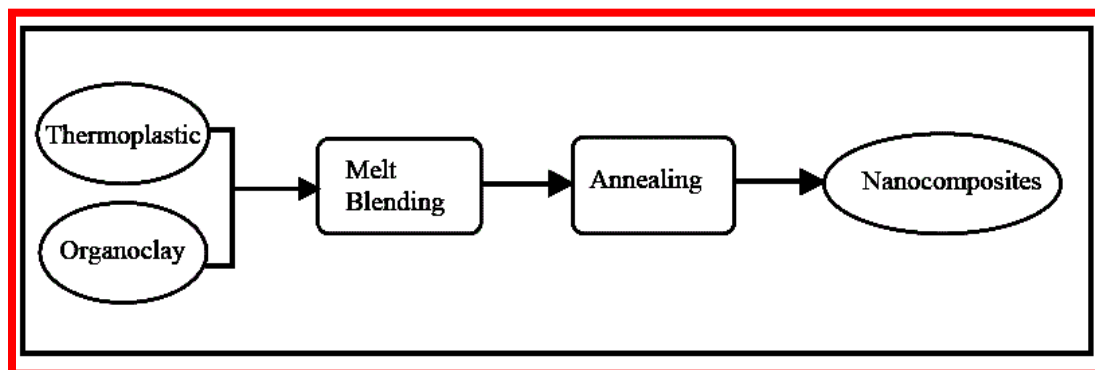 Thermoplastic
Organoclay
Melt
Blending
Annealing
Nanocomposites